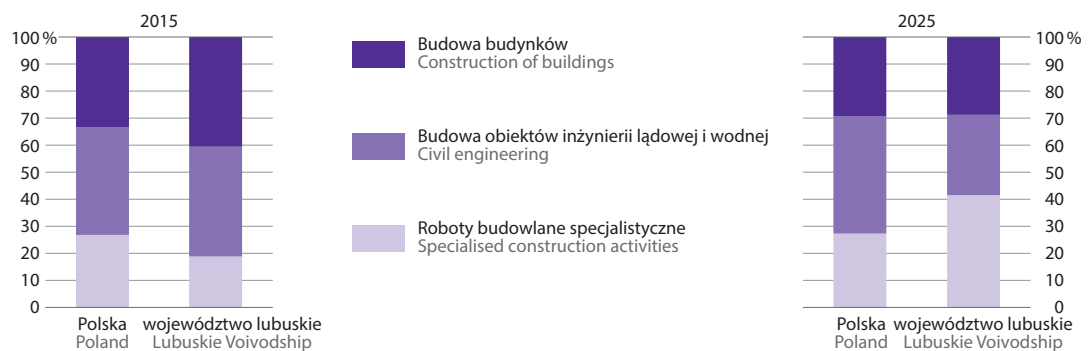 2015
100 %
90
80
70
60
50
40
30
20
10
0
Polska
Poland
województwo lubuskie
Lubuskie Voivodship
Budowa budynków
Construction of buildings
Budowa obiektów inżynierii lądowej i wodnej
Civil engineering
Roboty budowlane specjalistyczne
Specialised construction activities
2025
100 %
90
80
70
60
50
40
30
20
10
0
Polska
Poland
województwo lubuskie
Lubuskie Voivodship